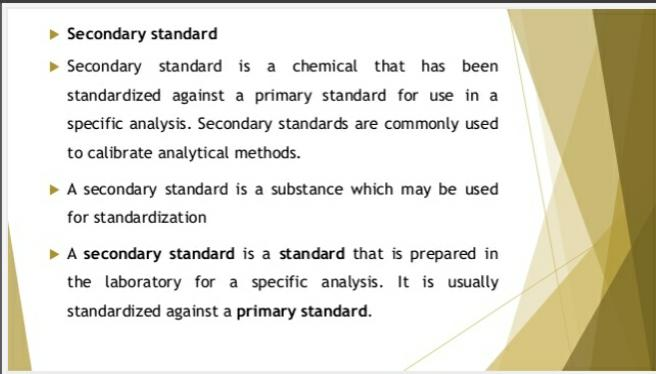 Secondary standard
Secondary standard is a chemical that has been
standardized against a primary standard for use in a
specific analysis. Secondary standards are commonly used
to calibrate analytical methods.
A secondary standard is a substance which may be used
for standardization
A secondary standard is a standard that is prepared in
the laboratory for a specific analysis. It is usually
standardized against a primary standard.